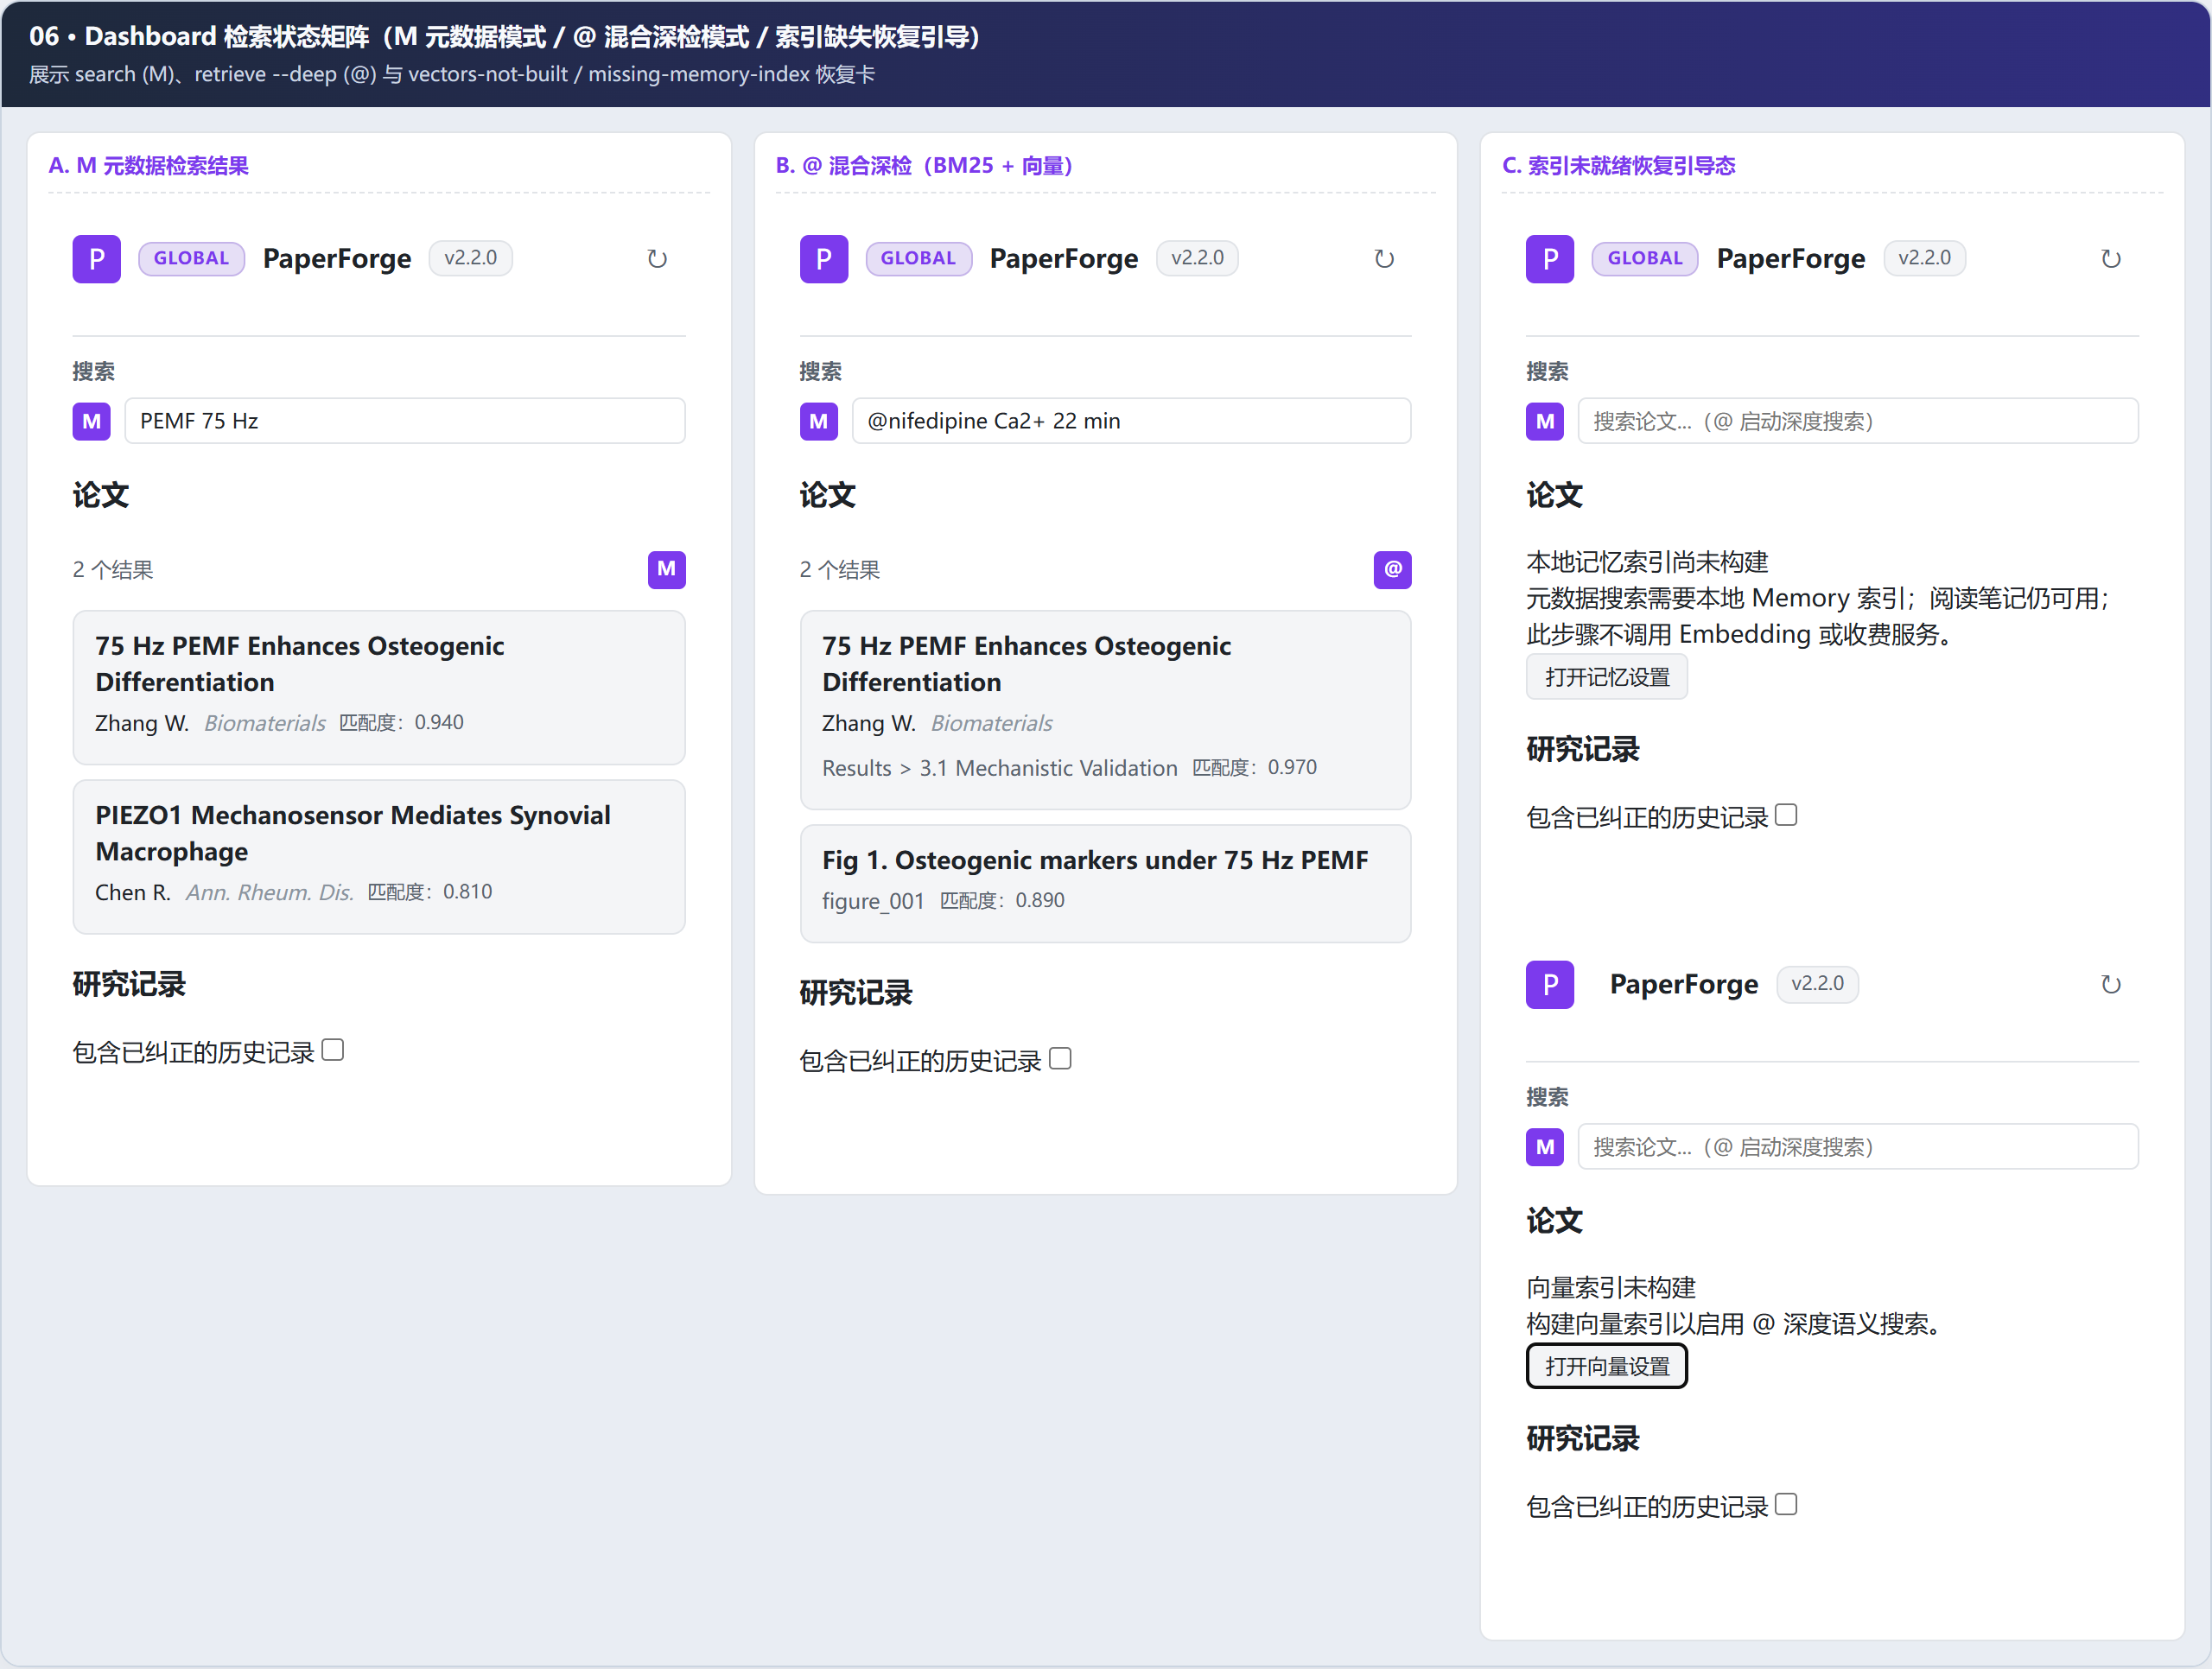 06 • Dashboard 检索状态矩阵（M 元数据模式 / @ 混合深检模式 / 索引缺失恢复引导）
展示 search (M)、retrieve --deep (@) 与 vectors-not-built / missing-memory-index 恢复卡
A. M 元数据检索结果
P GLOBAL PaperForge v2.2.0 ↻
搜索
M PEMF 75 Hz
论文
2 个结果 M
75 Hz PEMF Enhances Osteogenic
Differentiation
Zhang W. Biomaterials 匹配度：0.940
PIEZO1 Mechanosensor Mediates Synovial
Macrophage
Chen R. Ann. Rheum. Dis. 匹配度：0.810
研究记录
包含已纠正的历史记录
B. @ 混合深检（BM25 + 向量）
P GLOBAL PaperForge v2.2.0 ↻
搜索
M @nifedipine Ca2+ 22 min
论文
2 个结果 @
75 Hz PEMF Enhances Osteogenic
Differentiation
Zhang W. Biomaterials
Results > 3.1 Mechanistic Validation 匹配度：0.970
Fig 1. Osteogenic markers under 75 Hz PEMF
figure_001 匹配度：0.890
研究记录
包含已纠正的历史记录
C. 索引未就绪恢复引导态
P GLOBAL PaperForge v2.2.0 ↻
搜索
M 搜索论文...（@ 启动深度搜索）
论文
本地记忆索引尚未构建
元数据搜索需要本地 Memory 索引；阅读笔记仍可用；
此步骤不调用 Embedding 或收费服务。
打开记忆设置
研究记录
包含已纠正的历史记录
P PaperForge v2.2.0 ↻
搜索
M 搜索论文...（@ 启动深度搜索）
论文
向量索引未构建
构建向量索引以启用 @ 深度语义搜索。
打开向量设置
研究记录
包含已纠正的历史记录